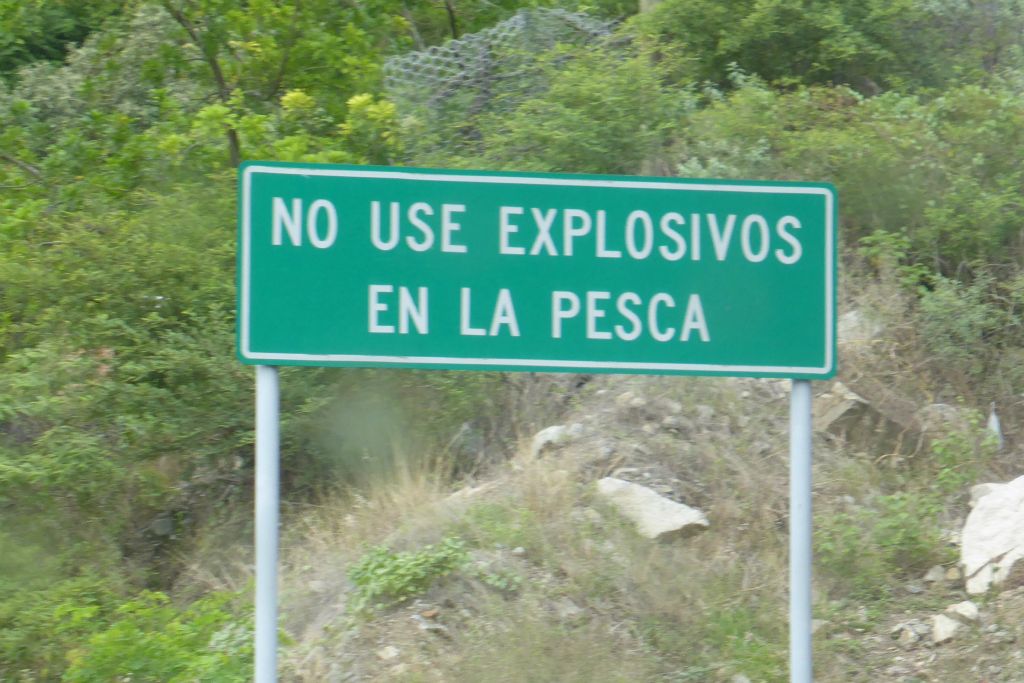 NO USE EXPLOSIVOS
EN LA PESCA